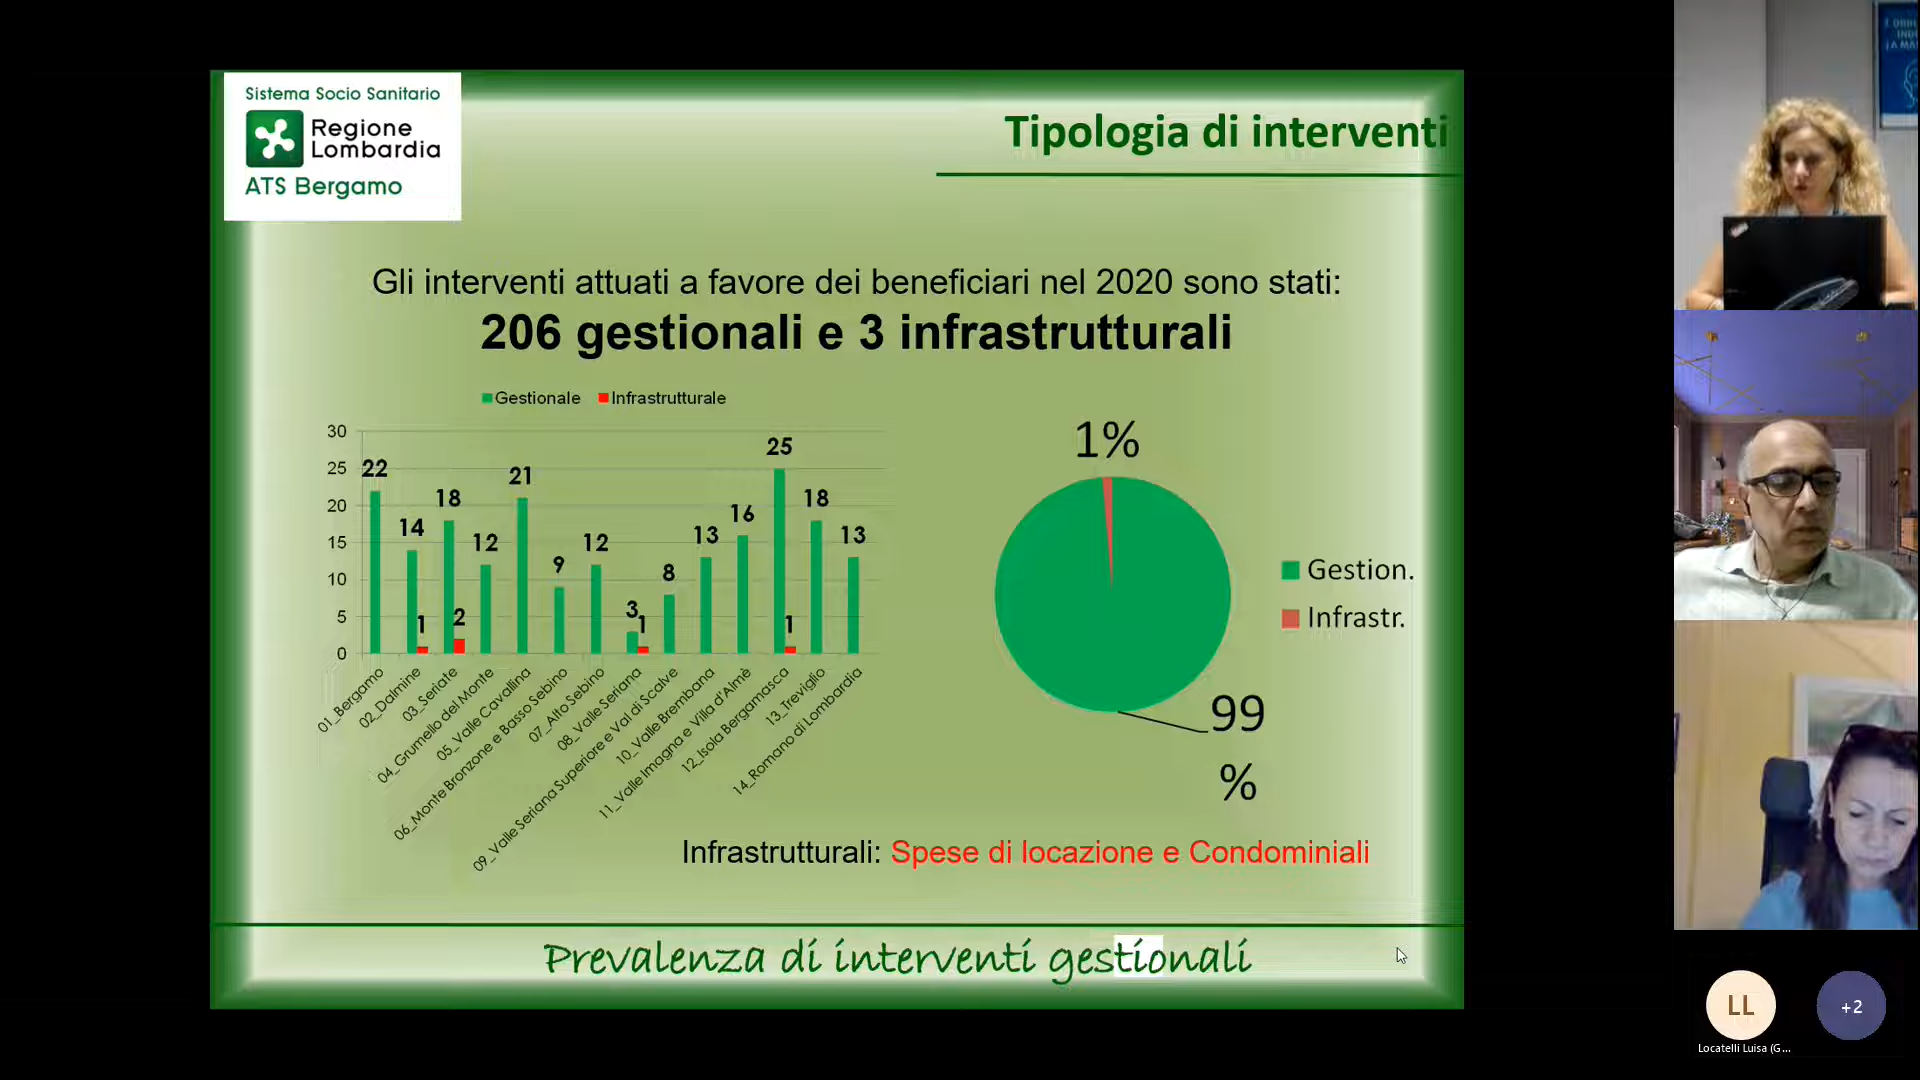 Sistema Socio Sanitario
Regione
Lombardia
ATS Bergamo
Tipologia di interventi
Gli interventi attuati a favore dei beneficiari nel 2020 sono stati:
206 gestionali e 3 infrastrutturali
Gestionale Infrastrutturale
30
25
20
15
10
5
0
22
14
1
18
2
12
21
9
12
3
1
8
13
16
25
1
18
13
01_Bergamo
02_Dalmine
03_Seriate
04_Grumello del Monte
05_Valle Cavallina
06_Monte Bronzone e Basso Sebino
07_Alto Sebino
08_Valle Seriana
09_Valle Seriana Superiore e Val di Scalve
10_Valle Brembana
11_Valle Imagna e Villa d'Almè
12_Isola Bergamasca
13_Treviglio
14_Romano di Lombardia
1%
99
%
Gestion.
Infrastr.
Infrastrutturali: Spese di locazione e Condominiali
Prevalenza di interventi gestionali
LL
+2
Locatelli Luisa (G...